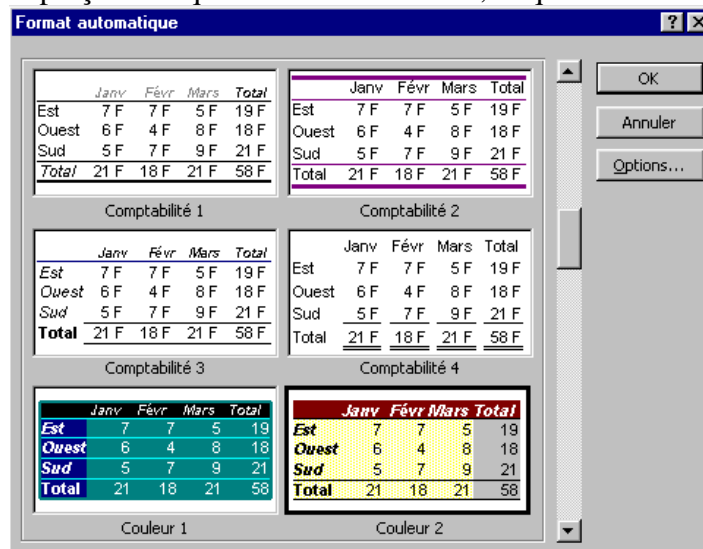 Format automatique
Janv Févr Mars Total
Est 7 F 7 F 5 F 19 F
Ouest 6 F 4 F 8 F 18 F
Sud 5 F 7 F 9 F 21 F
Total 21 F 18 F 21 F 58 F
Comptabilité 1
Janv Févr Mars Total
Est 7 F 7 F 5 F 19 F
Ouest 6 F 4 F 8 F 18 F
Sud 5 F 7 F 9 F 21 F
Total 21 F 18 F 21 F 58 F
Comptabilité 2
Janv Févr Mars Total
Est 7 F 7 F 5 F 19 F
Ouest 6 F 4 F 8 F 18 F
Sud 5 F 7 F 9 F 21 F
Total 21 F 18 F 21 F 58 F
Comptabilité 3
Janv Févr Mars Total
Est 7 F 7 F 5 F 19 F
Ouest 6 F 4 F 8 F 18 F
Sud 5 F 7 F 9 F 21 F
Total 21 F 18 F 21 F 58 F
Comptabilité 4
Janv Févr Mars Total
Est 7 7 5 19
Ouest 6 4 8 18
Sud 5 7 9 21
Total 21 18 21 58
Couleur 1
Janv Févr Mars Total
Est 7 7 5 19
Ouest 6 4 8 18
Sud 5 7 9 21
Total 21 18 21 58
Couleur 2
OK
Annuler
Options...